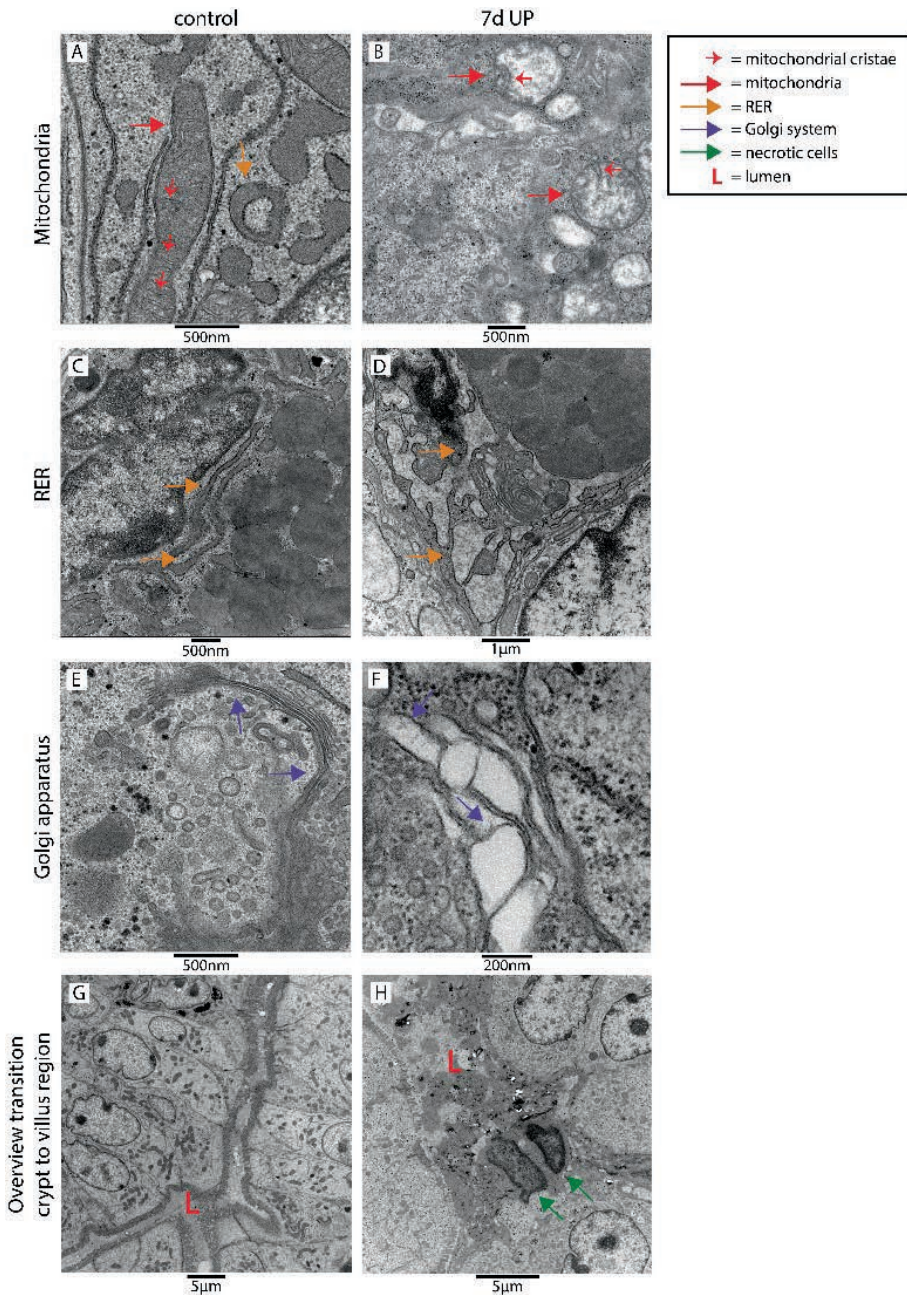 control
7d UP
A
B
= mitochondrial cristae
= mitochondria
= RER
= Golgi system
= necrotic cells
L = lumen
Mitochondria
500nm
500nm
C
D
RER
500nm
1µm
E
F
Golgi apparatus
500nm
200nm
G
H
L
L
Overview transition
crypt to villus region
5µm
5µm